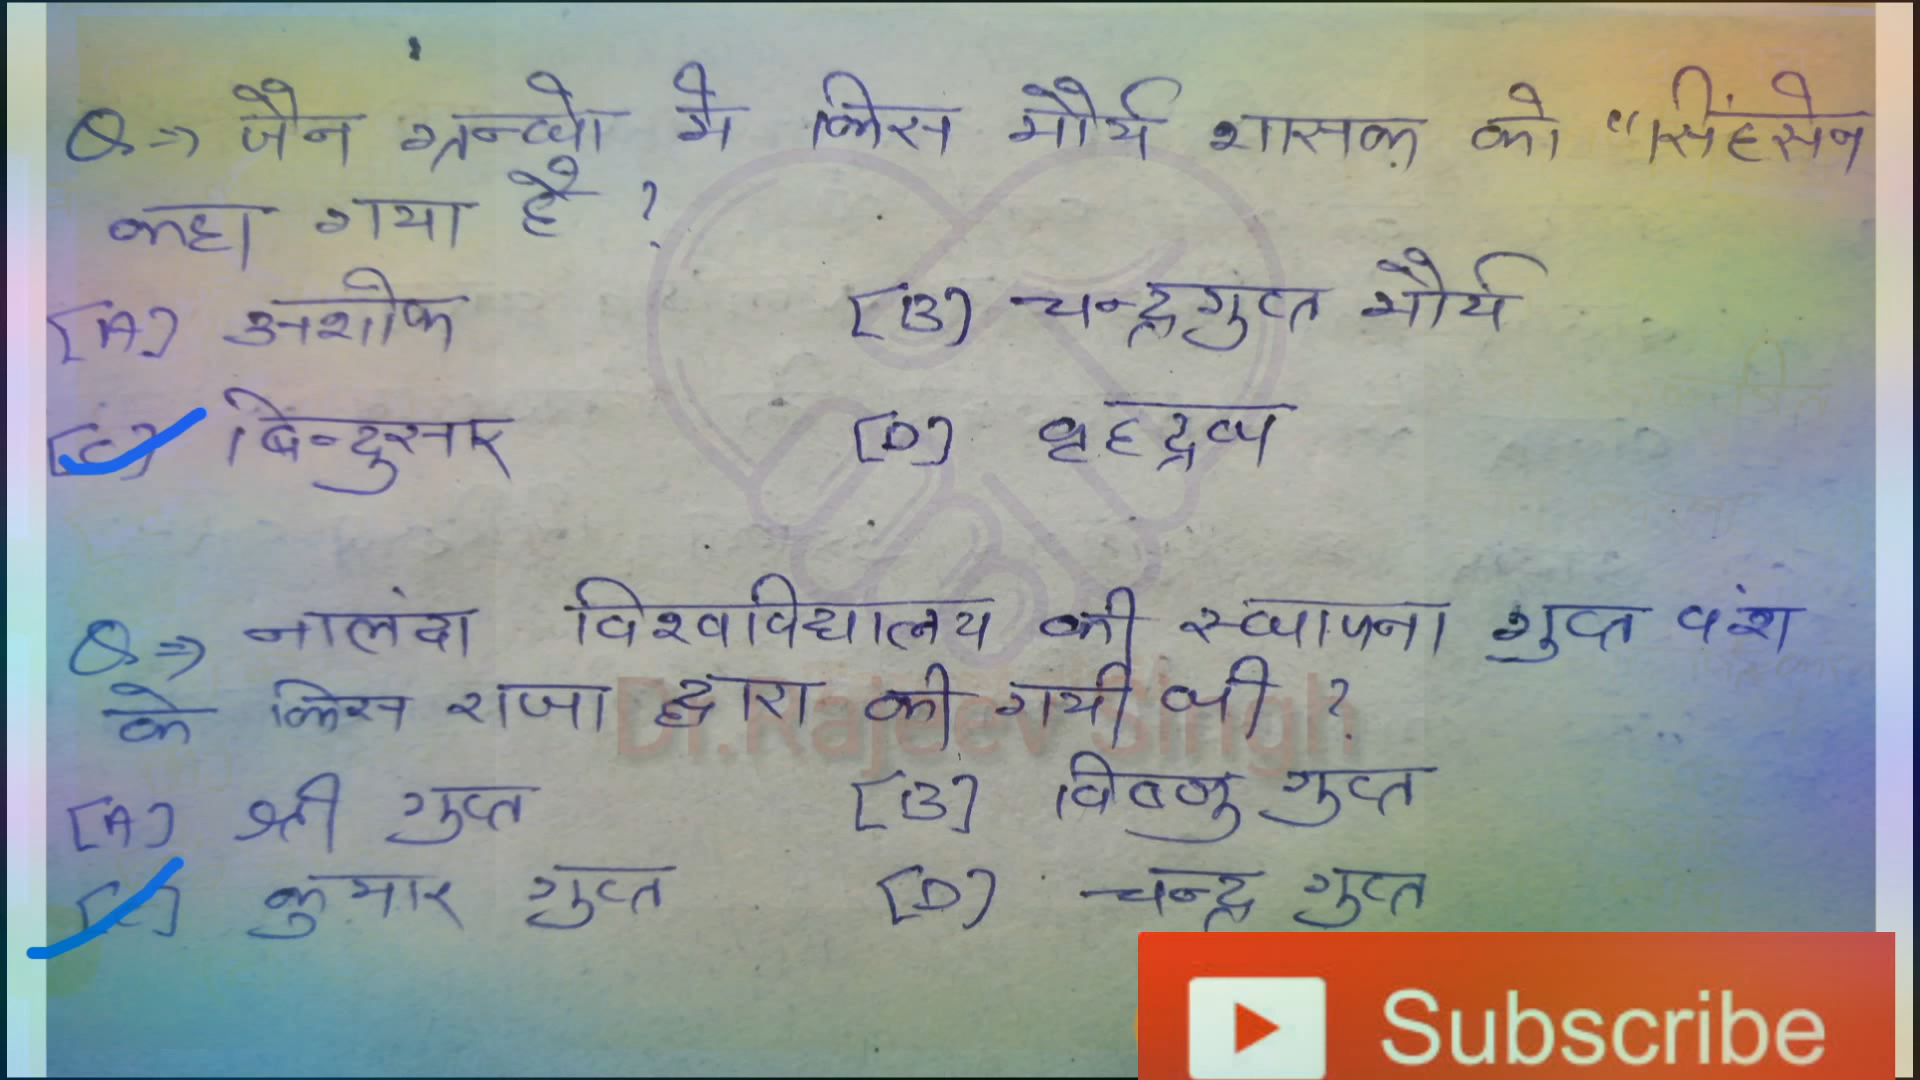 Q⇒ जैन ग्रन्थो मे किस मौर्य शासक को "सिंहसेन
कहा गया है ?
[A] अशोक [B] चन्द्रगुप्त मौर्य
[C] बिन्दुसार [D] बृहद्रथ
Q⇒ नालंदा विश्वविद्यालय की स्थापना गुप्त वंश
के किस राजा द्वारा की गयी थी ?
Dr.Rajeev Singh
[A] श्री गुप्त [B] विष्णु गुप्त
[C] कुमार गुप्त [D] चन्द्र गुप्त
Subscribe